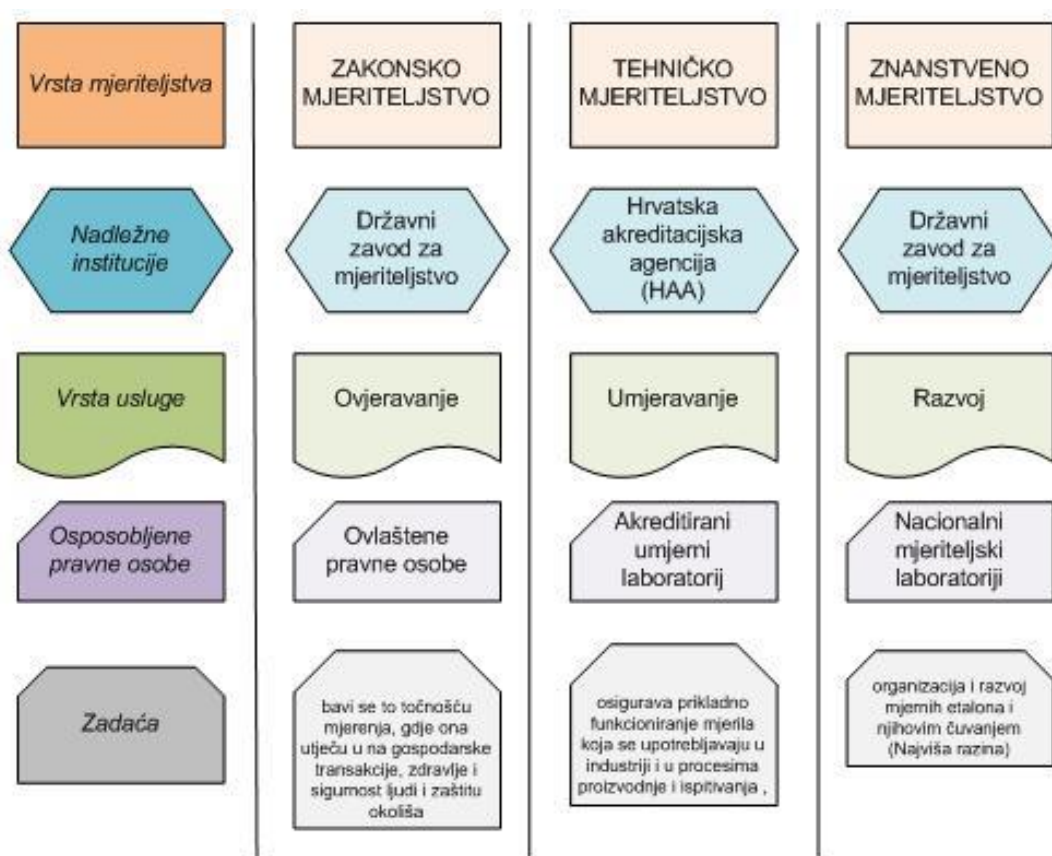 Vrsta mjeriteljstva
ZAKONSKO
MJERITELJSTVO
TEHNIČKO
MJERITELJSTVO
ZNANSTVENO
MJERITELJSTVO
Nadležne
institucije
Državni
zavod za
mjeriteljstvo
Hrvatska
akreditacijska
agencija
(HAA)
Državni
zavod za
mjeriteljstvo
Vrsta usluge
Ovjeravanje
Umjeravanje
Razvoj
Osposobljene
pravne osobe
Ovlaštene
pravne osobe
Akreditirani
umjerni
laboratorij
Nacionalni
mjeriteljski
laboratoriji
Zadaća
bavi se to točnošću
mjerenja, gdje ona
utječu u na gospodarske
transakcije, zdravlje i
sigurnost ljudi i zaštitu
okoliša
osigurava prikladno
funkcioniranje mjerila
koja se upotrebljavaju u
industriji i u procesima
proizvodnje i ispitivanja ,
organizacija i razvoj
mjernih etalona i
njihovim čuvanjem
(Najviša razina)